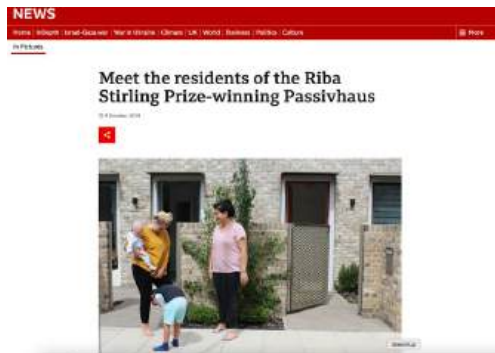 NEWS
Home | InDepth | Israel-Gaza war | War in Ukraine | Climate | UK | World | Business | Politics | Culture
More
In Pictures
Meet the residents of the Riba
Stirling Prize-winning Passivhaus
October,